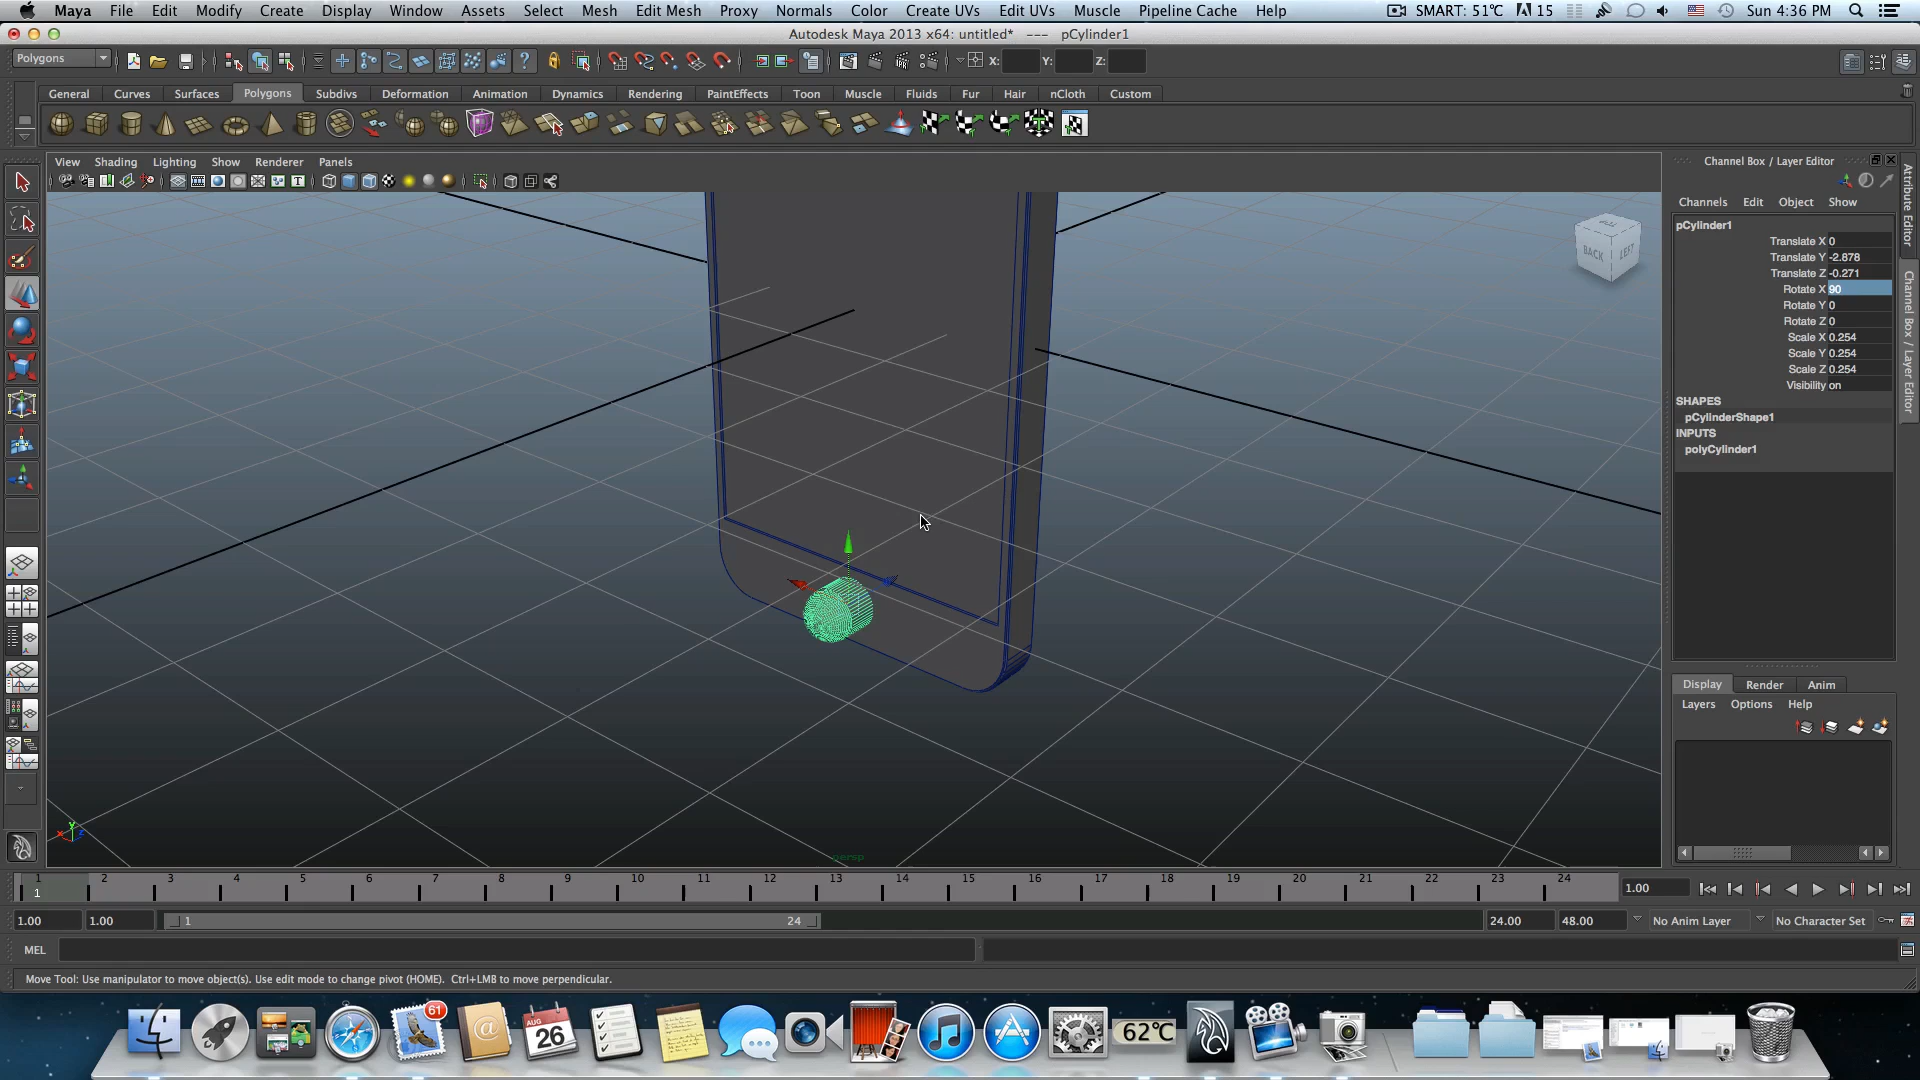 Maya File Edit Modify Create Display Window Assets Select Mesh Edit Mesh Proxy Normals Color Create UVs Edit UVs Muscle Pipeline Cache Help SMART: 51℃ 15 Sun 4:36 PM
Autodesk Maya 2013 x64: untitled* --- pCylinder1
Polygons X: Y: Z:
General Curves Surfaces Polygons Subdivs Deformation Animation Dynamics Rendering PaintEffects Toon Muscle Fluids Fur Hair nCloth Custom
View Shading Lighting Show Renderer Panels
Channel Box / Layer Editor
Channels Edit Object Show
pCylinder1
Translate X 0
Translate Y -2.878
Translate Z -0.271
Rotate X 90
Rotate Y 0
Rotate Z 0
Scale X 0.254
Scale Y 0.254
Scale Z 0.254
Visibility on
SHAPES
pCylinderShape1
INPUTS
polyCylinder1
Attribute Editor
Channel Box / Layer Editor
BACK LEFT
Display Render Anim
Layers Options Help
persp
1 2 3 4 5 6 7 8 9 10 11 12 13 14 15 16 17 18 19 20 21 22 23 24
1 1.00
1.00 1.00 1 24 24.00 48.00 No Anim Layer No Character Set
MEL
Move Tool: Use manipulator to move object(s). Use edit mode to change pivot (HOME). Ctrl+LMB to move perpendicular.
61
AUG
26
62℃